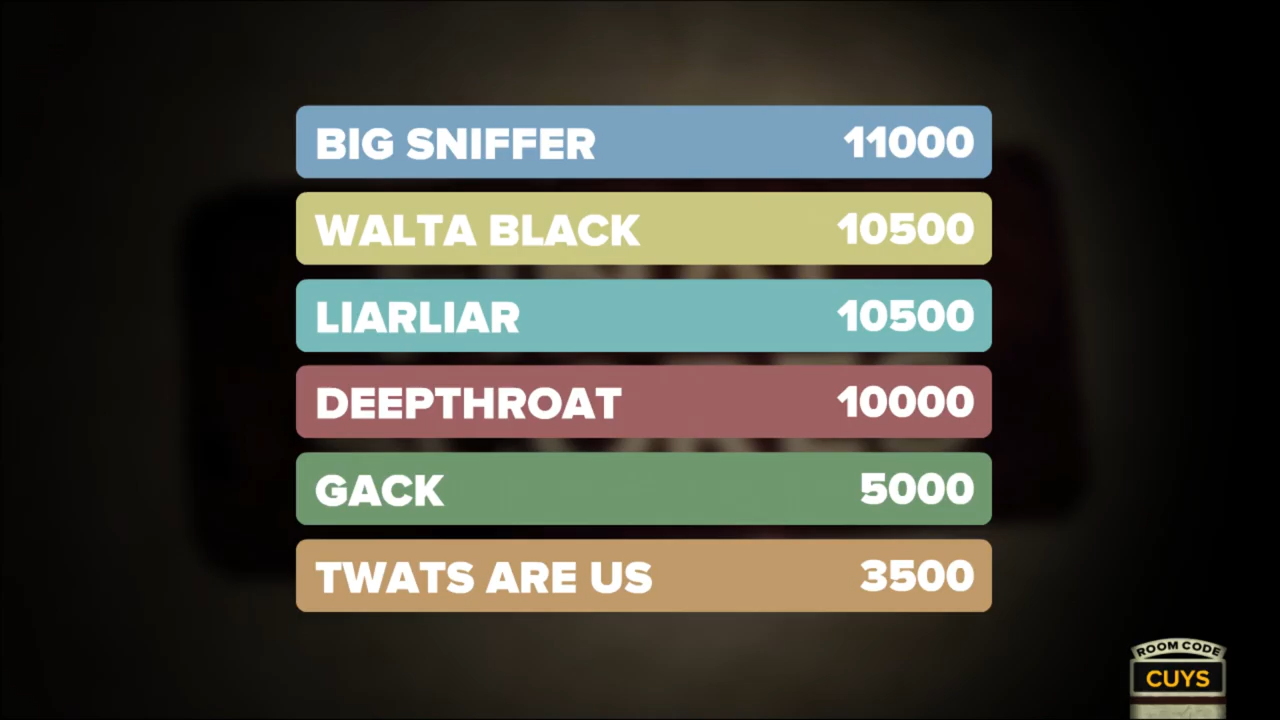 BIG SNIFFER 11000
WALTA BLACK 10500
LIARLIAR 10500
DEEPTHROAT 10000
GACK 5000
TWATS ARE US 3500
ROOM CODE
CUYS